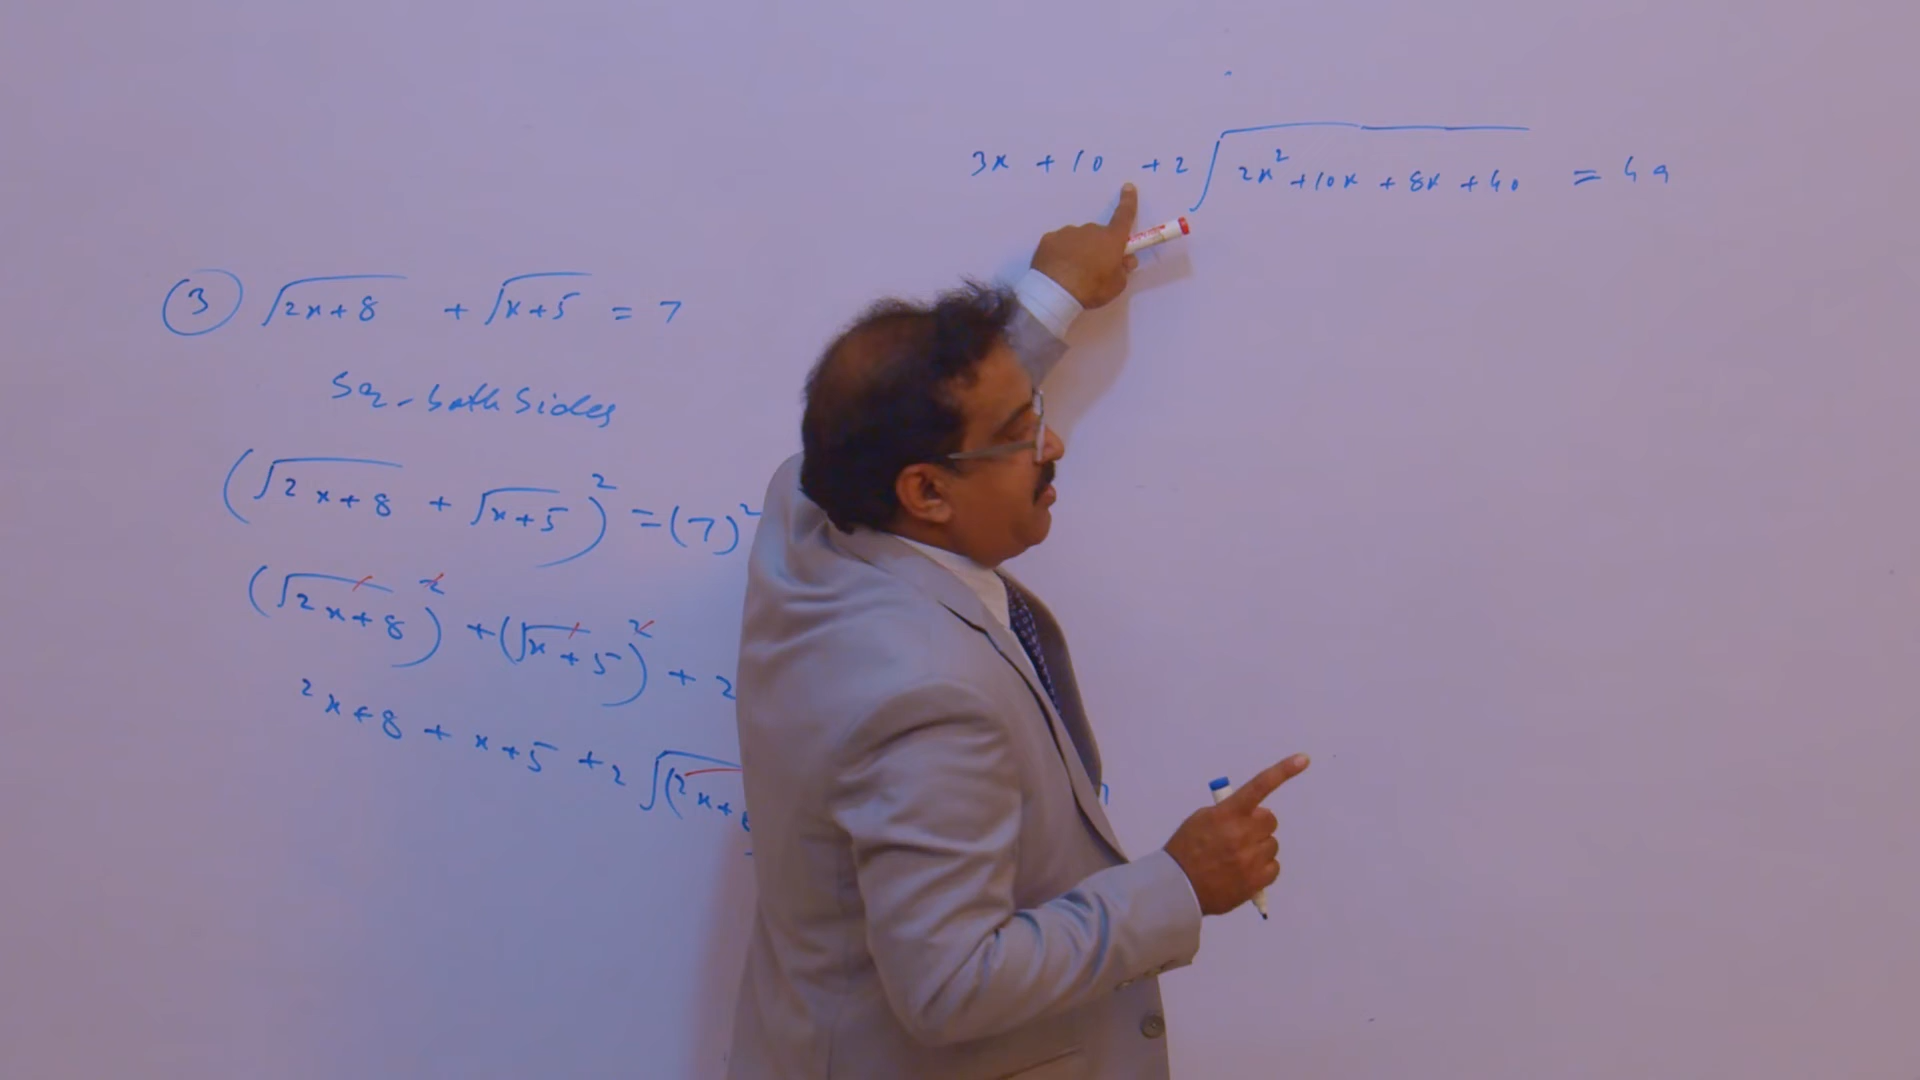 3x + 10 + 2√(2x² + 10x + 8x + 40) = 49
③ √(2x+8) + √(x+5) = 7
Sq. both Sides
(√(2x+8) + √(x+5))² = (7)²
(√(2x+8))² + (√(x+5))² + 2
2x+8 + x+5 + 2√(2x+